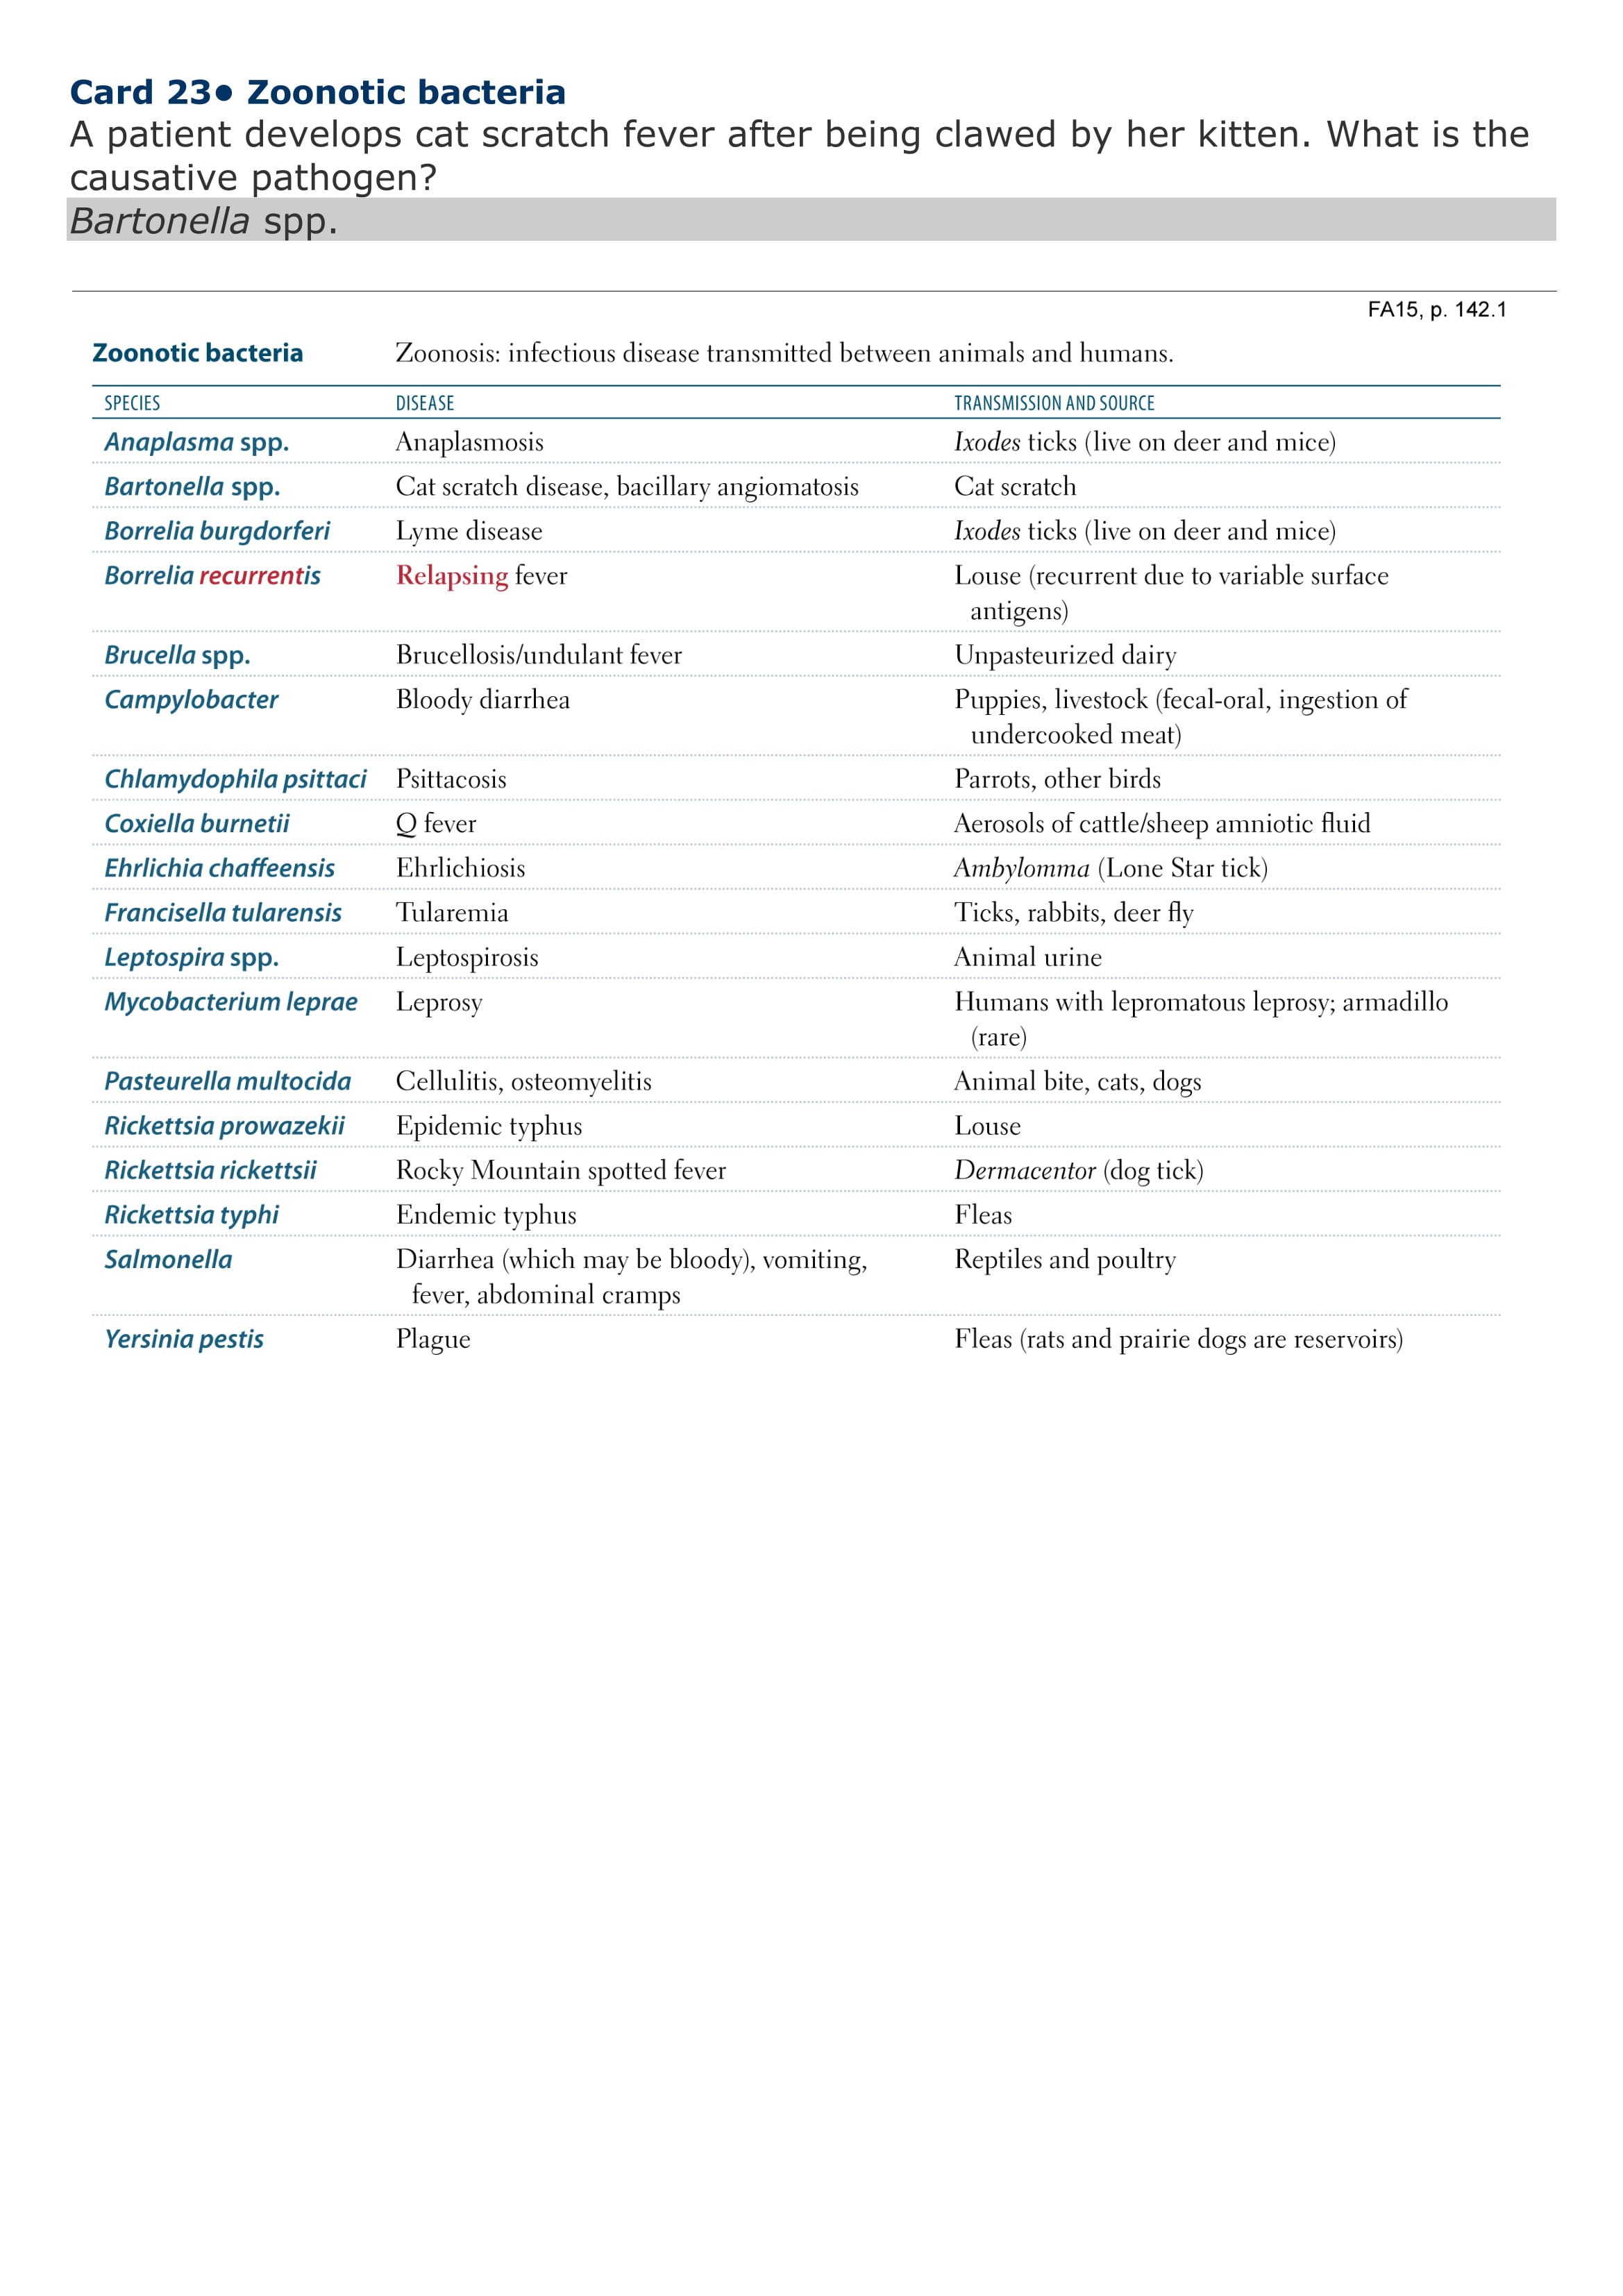 Card 23• Zoonotic bacteria
A patient develops cat scratch fever after being clawed by her kitten. What is the
causative pathogen?
Bartonella spp.
FA15, p. 142.1
Zoonotic bacteria Zoonosis: infectious disease transmitted between animals and humans.
SPECIES DISEASE TRANSMISSION AND SOURCE
Anaplasma spp. Anaplasmosis Ixodes ticks (live on deer and mice)
Bartonella spp. Cat scratch disease, bacillary angiomatosis Cat scratch
Borrelia burgdorferi Lyme disease Ixodes ticks (live on deer and mice)
Borrelia recurrentis Relapsing fever Louse (recurrent due to variable surface
antigens)
Brucella spp. Brucellosis/undulant fever Unpasteurized dairy
Campylobacter Bloody diarrhea Puppies, livestock (fecal-oral, ingestion of
undercooked meat)
Chlamydophila psittaci Psittacosis Parrots, other birds
Coxiella burnetii Q fever Aerosols of cattle/sheep amniotic fluid
Ehrlichia chaffeensis Ehrlichiosis Ambylomma (Lone Star tick)
Francisella tularensis Tularemia Ticks, rabbits, deer fly
Leptospira spp. Leptospirosis Animal urine
Mycobacterium leprae Leprosy Humans with lepromatous leprosy; armadillo
(rare)
Pasteurella multocida Cellulitis, osteomyelitis Animal bite, cats, dogs
Rickettsia prowazekii Epidemic typhus Louse
Rickettsia rickettsii Rocky Mountain spotted fever Dermacentor (dog tick)
Rickettsia typhi Endemic typhus Fleas
Salmonella Diarrhea (which may be bloody), vomiting, Reptiles and poultry
fever, abdominal cramps
Yersinia pestis Plague Fleas (rats and prairie dogs are reservoirs)